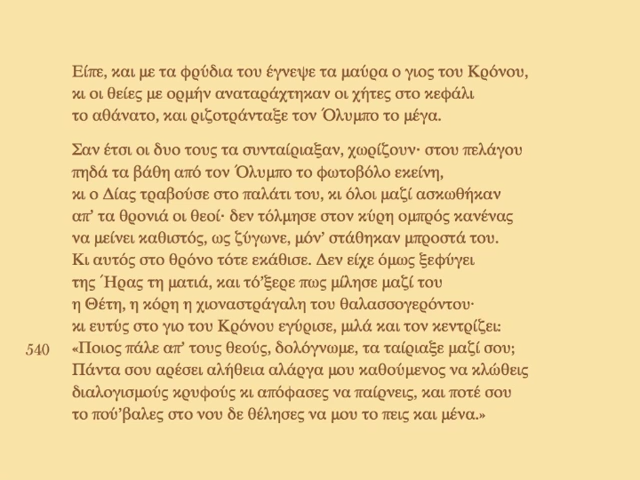 Είπε, και με τα φρύδια του έγνεψε τα μαύρα ο γιος του Κρόνου,
κι οι θείες με ορμήν αναταράχτηκαν οι χήτες στο κεφάλι
το αθάνατο, και ριζοτράνταξε τον Όλυμπο το μέγα.
Σαν έτσι οι δυο τους τα συνταίριαξαν, χωρίζουν· στου πελάγου
πηδά τα βάθη από τον Όλυμπο το φωτοβόλο εκείνη,
κι ο Δίας τραβούσε στο παλάτι του, κι όλοι μαζί ασκωθήκαν
απ’ τα θρονιά οι θεοί· δεν τόλμησε στον κύρη ομπρός κανένας
να μείνει καθιστός, ως ζύγωνε, μόν’ στάθηκαν μπροστά του.
Κι αυτός στο θρόνο τότε εκάθισε. Δεν είχε όμως ξεφύγει
της Ήρας τη ματιά, και τό’ξερε πως μίλησε μαζί του
η Θέτη, η κόρη η χιοναστράγαλη του θαλασσογερόντου·
κι ευτύς στο γιο του Κρόνου εγύρισε, μιλά και τον κεντρίζει:
540 «Ποιος πάλε απ’ τους θεούς, δολόγνωμε, τα ταίριαξε μαζί σου;
Πάντα σου αρέσει αλήθεια αλάργα μου καθούμενος να κλώθεις
διαλογισμούς κρυφούς κι απόφασες να παίρνεις, και ποτέ σου
το πού’βαλες στο νου δε θέλησες να μου το πεις και μένα.»